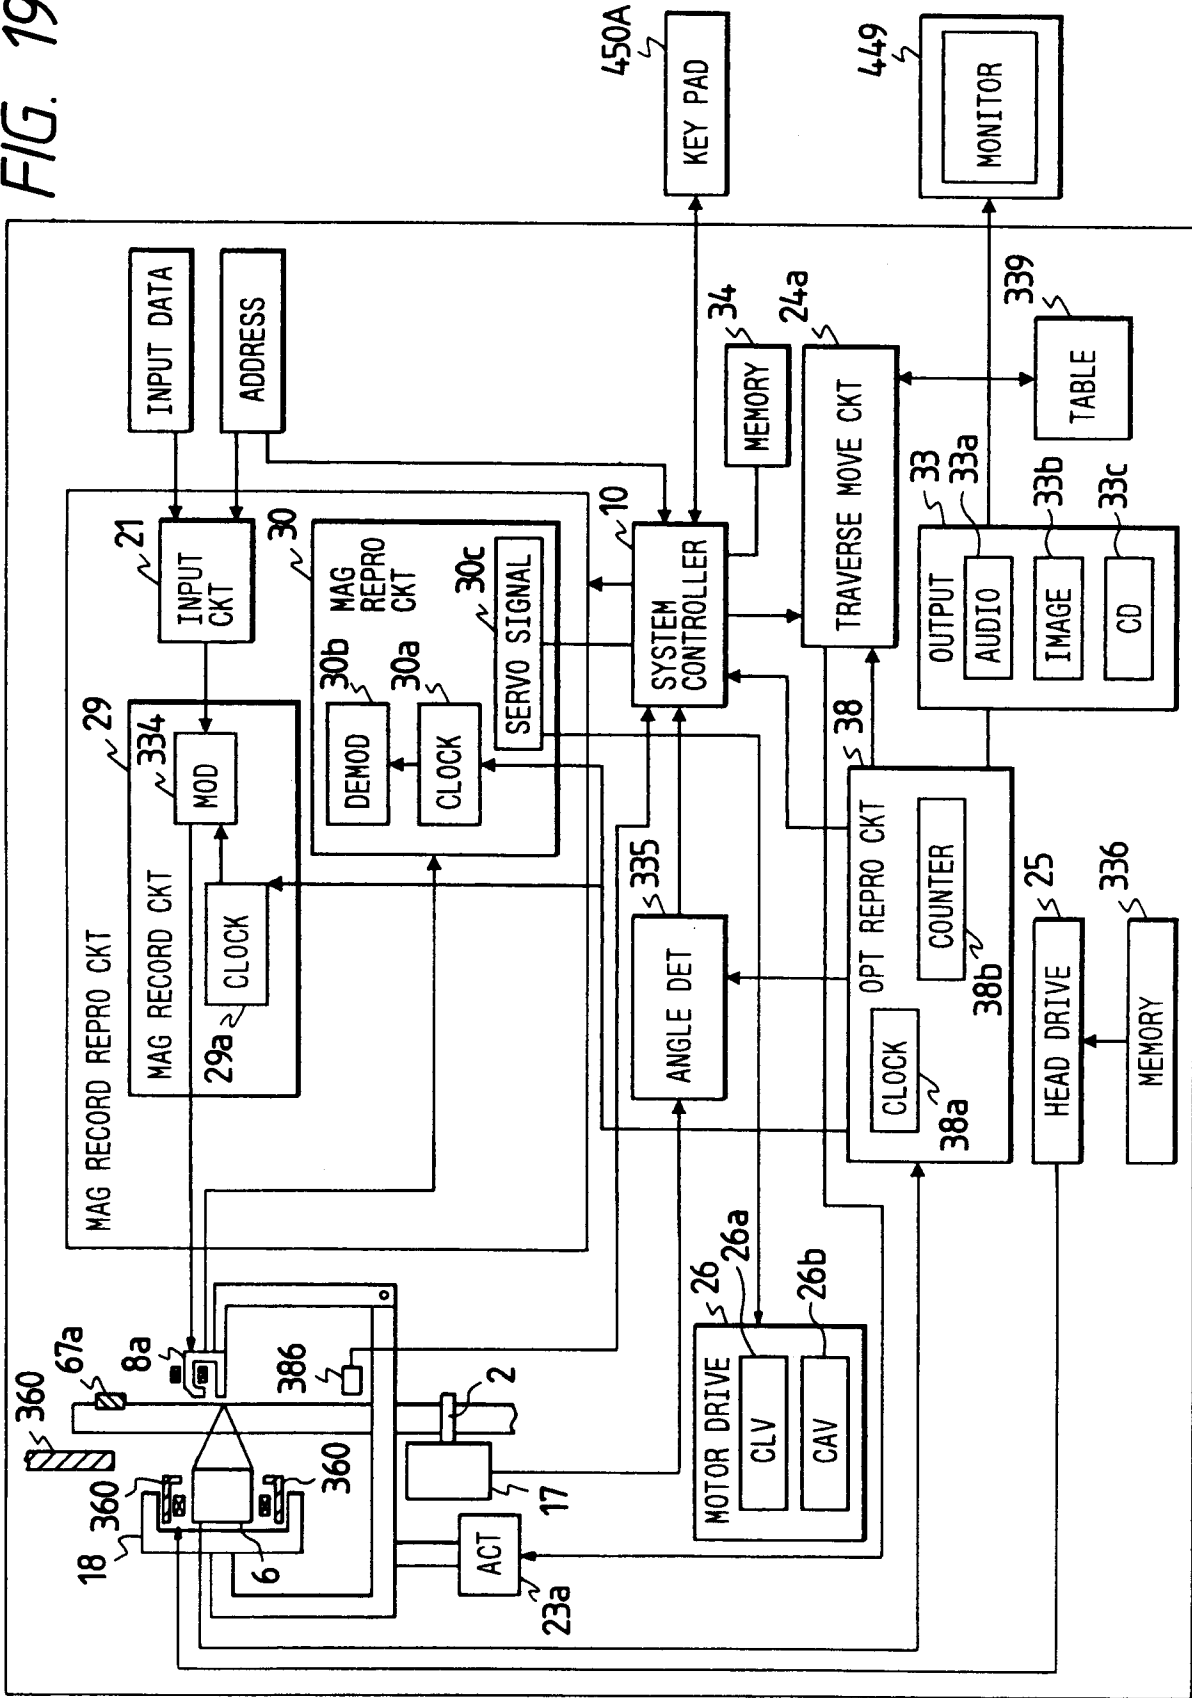 FIG. 19
INPUT DATA
ADDRESS
450A
KEY PAD
449
MONITOR
MAG RECORD REPRO CKT
29
MAG RECORD CKT
334
MOD
CLOCK
29a
21
INPUT
CKT
30
MAG
REPRO
CKT
30b
DEMOD
30a
CLOCK
30c
SERVO SIGNAL
10
SYSTEM
CONTROLLER
34
MEMORY
24a
TRAVERSE MOVE CKT
339
TABLE
335
ANGLE DET
38
OPT REPRO CKT
CLOCK
38a
COUNTER
38b
33
OUTPUT
33a
AUDIO
33b
IMAGE
33c
CD
25
HEAD DRIVE
336
MEMORY
360
67a
8a
386
2
360
360
18
6
17
ACT
23a
26
MOTOR DRIVE
26a
CLV
26b
CAV